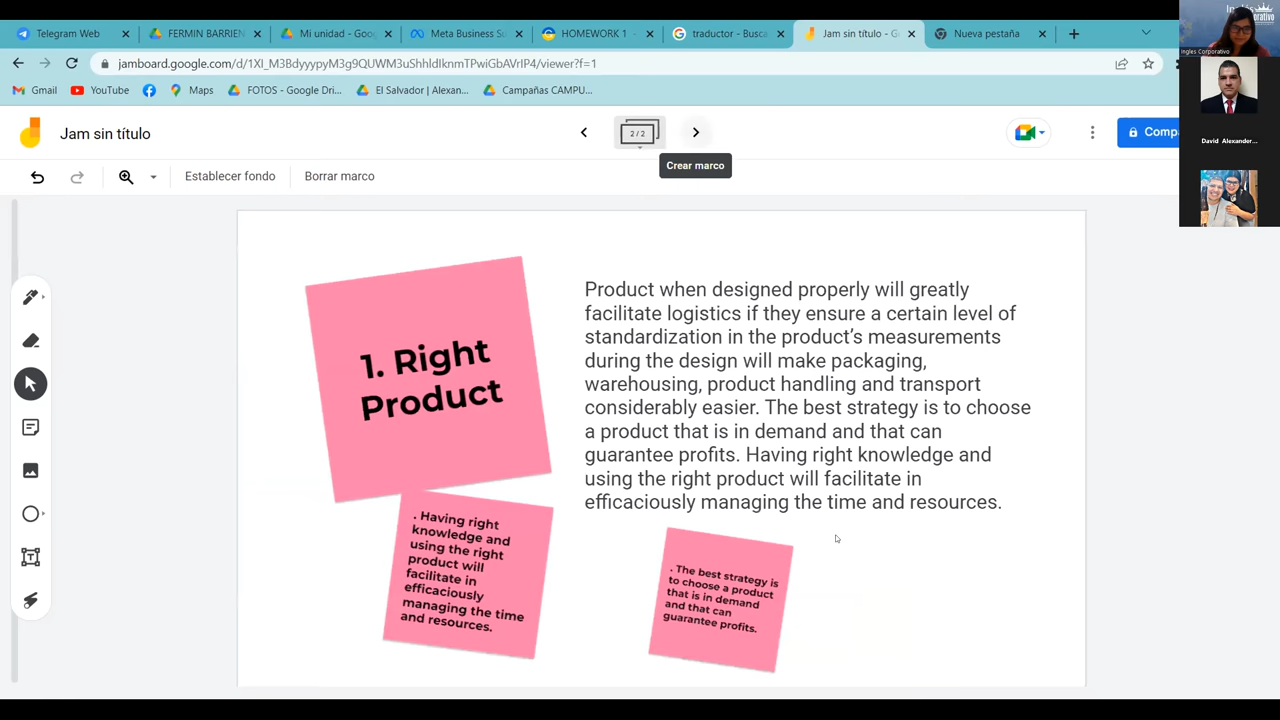 Telegram Web
FERMIN BARRIEN
Mi unidad - Goog
Meta Business Su
HOMEWORK 1 -
traductor - Busca
Jam sin título - G
Nueva pestaña
jamboard.google.com/d/
/viewer?f=1
Gmail
YouTube
Maps
FOTOS - Google Dri...
El Salvador | Alexan...
Campañas CAMPU...
Ingles Corporativo
David Alexander...
Jam sin título
2 / 2
Compa
Crear marco
Establecer fondo
Borrar marco
1. Right
Product
Product when designed properly will greatly
facilitate logistics if they ensure a certain level of
standardization in the product’s measurements
during the design will make packaging,
warehousing, product handling and transport
considerably easier. The best strategy is to choose
a product that is in demand and that can
guarantee profits. Having right knowledge and
using the right product will facilitate in
efficaciously managing the time and resources.
. Having right
knowledge and
using the right
product will
facilitate in
efficaciously
managing the time
and resources.
. The best strategy is
to choose a product
that is in demand
and that can
guarantee profits.